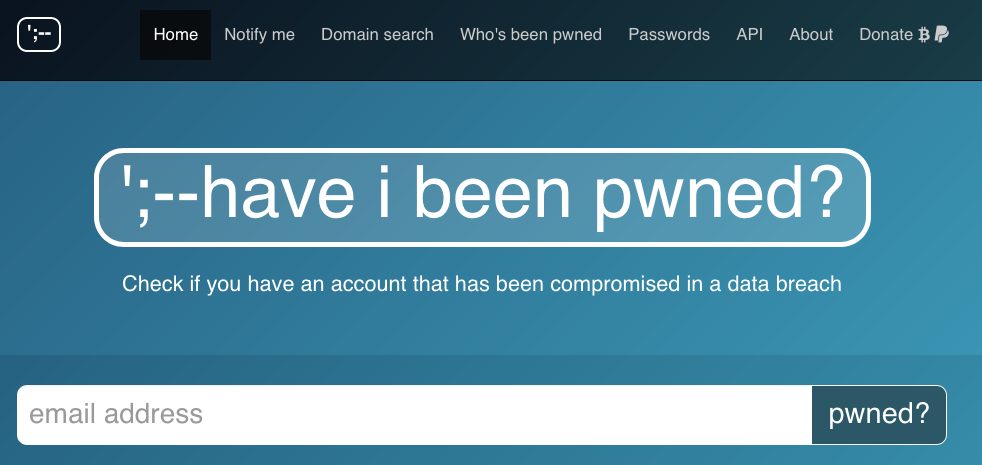 ';--
Home Notify me Domain search Who's been pwned Passwords API About Donate
';--have i been pwned?
Check if you have an account that has been compromised in a data breach
email address pwned?